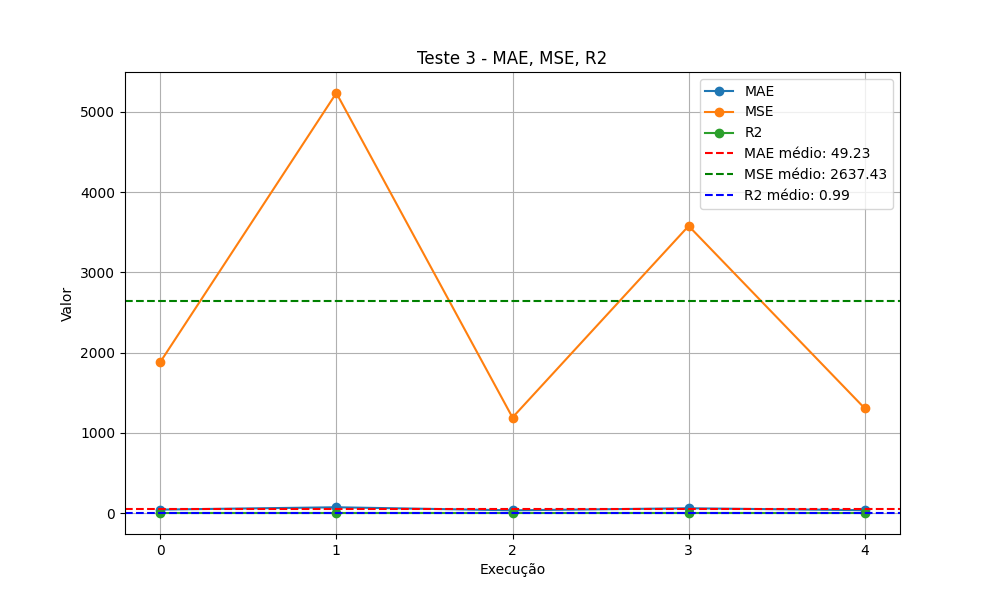 Teste 3 - MAE, MSE, R2
MAE
MSE
R2
MAE médio: 49.23
MSE médio: 2637.43
R2 médio: 0.99
5000
4000
3000
2000
1000
0
Valor
0 1 2 3 4
Execução